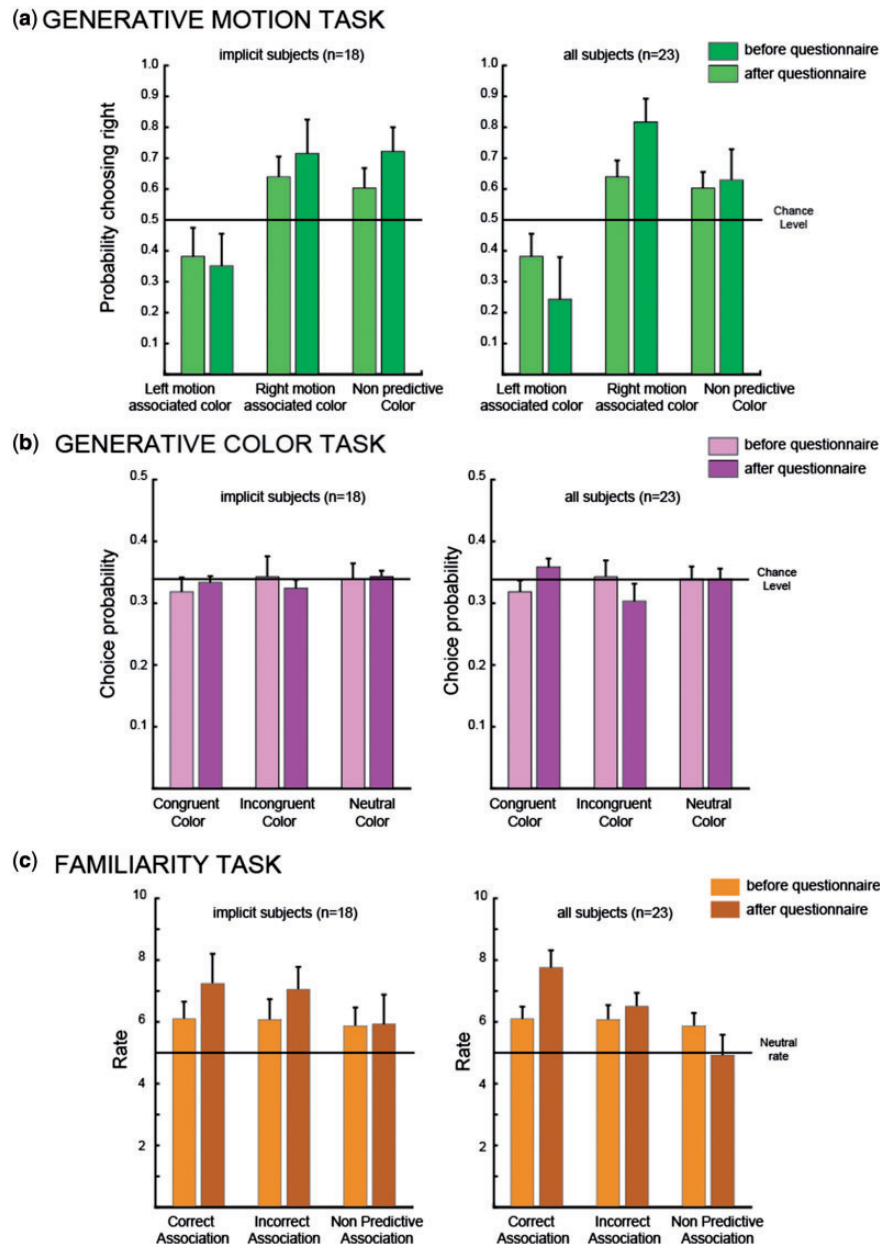 (a) GENERATIVE MOTION TASK
implicit subjects (n=18)
all subjects (n=23)
before questionnaire
after questionnaire
Probability choosing right
1.0
0.9
0.8
0.7
0.6
0.5
0.4
0.3
0.2
0.1
Left motion
associated color
Right motion
associated color
Non predictive
Color
1.0
0.9
0.8
0.7
0.6
0.5
0.4
0.3
0.2
0.1
Chance
Level
Left motion
associated color
Right motion
associated color
Non predictive
Color
(b) GENERATIVE COLOR TASK
before questionnaire
after questionnaire
implicit subjects (n=18)
all subjects (n=23)
Choice probability
0.5
0.4
0.3
0.2
0.1
Congruent
Color
Incongruent
Color
Neutral
Color
Choice probability
0.5
0.4
0.3
0.2
0.1
Chance
Level
Congruent
Color
Incongruent
Color
Neutral
Color
(c) FAMILIARITY TASK
before questionnaire
after questionnaire
implicit subjects (n=18)
all subjects (n=23)
Rate
10
8
6
4
2
Correct
Association
Incorrect
Association
Non Predictive
Association
Rate
10
8
6
4
2
Neutral
rate
Correct
Association
Incorrect
Association
Non Predictive
Association